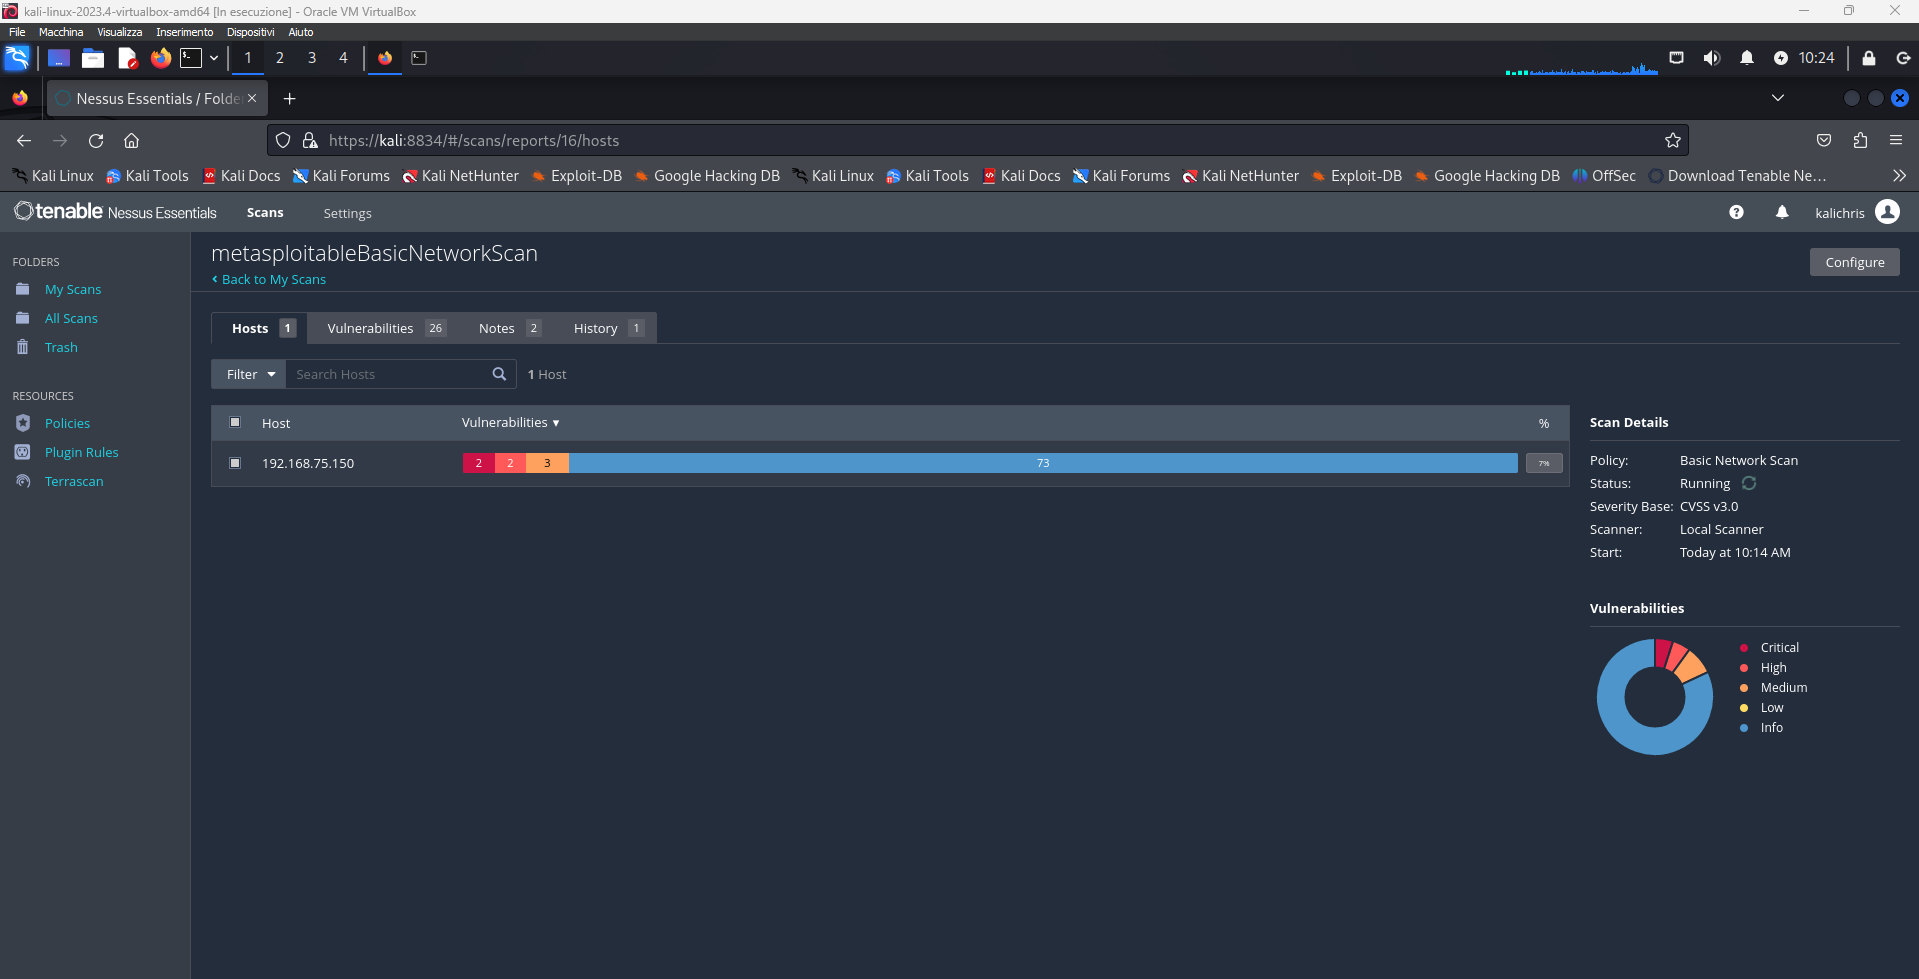 kali-linux-2023.4-virtualbox-amd64 [In esecuzione] - Oracle VM VirtualBox
File Macchina Visualizza Inserimento Dispositivi Aiuto
1 2 3 4 10:24
Nessus Essentials / Folde
https://kali:8834/#/scans/reports/16/hosts
Kali Linux Kali Tools Kali Docs Kali Forums Kali NetHunter Exploit-DB Google Hacking DB Kali Linux Kali Tools Kali Docs Kali Forums Kali NetHunter Exploit-DB Google Hacking DB OffSec Download Tenable Ne…
tenable Nessus Essentials Scans Settings kalichris
FOLDERS
My Scans
All Scans
Trash
RESOURCES
Policies
Plugin Rules
Terrascan
metasploitableBasicNetworkScan
Back to My Scans
Configure
Hosts 1 Vulnerabilities 26 Notes 2 History 1
Filter Search Hosts 1 Host
Host Vulnerabilities %
192.168.75.150 2 2 3 73 7%
Scan Details
Policy: Basic Network Scan
Status: Running
Severity Base: CVSS v3.0
Scanner: Local Scanner
Start: Today at 10:14 AM
Vulnerabilities
Critical
High
Medium
Low
Info